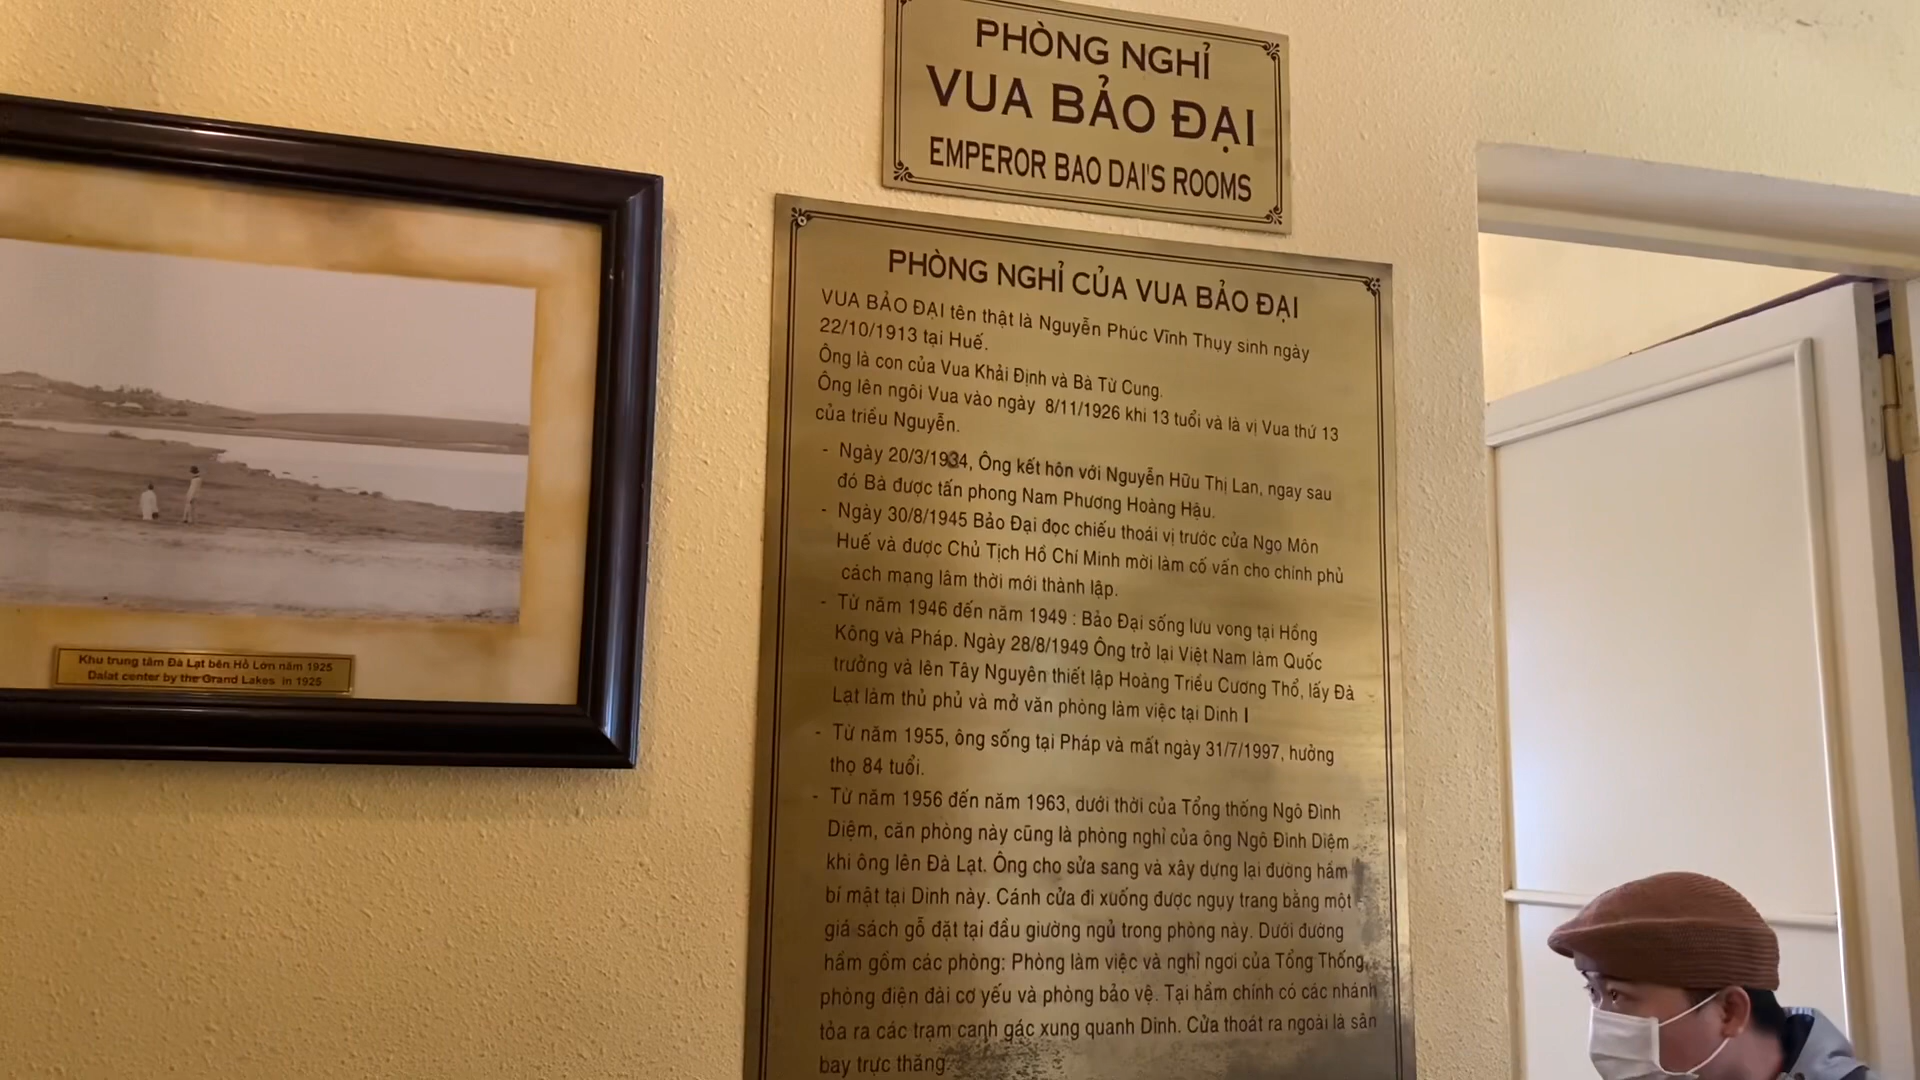 PHÒNG NGHỈ
VUA BẢO ĐẠI
EMPEROR BAO DAI'S ROOMS
PHÒNG NGHỈ CỦA VUA BẢO ĐẠI
VUA BẢO ĐẠI tên thật là Nguyễn Phúc Vĩnh Thụy sinh ngày
22/10/1913 tại Huế.
Ông là con của Vua Khải Định và Bà Từ Cung.
Ông lên ngôi Vua vào ngày 8/11/1926 khi 13 tuổi và là vị Vua thứ 13
của triều Nguyễn.
- Ngày 20/3/1934, Ông kết hôn với Nguyễn Hữu Thị Lan, ngay sau
đó Bà được tấn phong Nam Phương Hoàng Hậu.
- Ngày 30/8/1945 Bảo Đại đọc chiếu thoái vị trước cửa Ngọ Môn
Huế và được Chủ Tịch Hồ Chí Minh mời làm cố vấn cho chính phủ
cách mạng lâm thời mới thành lập.
- Từ năm 1946 đến năm 1949 : Bảo Đại sống lưu vong tại Hồng
Kông và Pháp. Ngày 28/8/1949 Ông trở lại Việt Nam làm Quốc
trưởng và lên Tây Nguyên thiết lập Hoàng Triều Cương Thổ, lấy Đà
Lạt làm thủ phủ và mở văn phòng làm việc tại Dinh I
- Từ năm 1955, ông sống tại Pháp và mất ngày 31/7/1997, hưởng
thọ 84 tuổi.
- Từ năm 1956 đến năm 1963, dưới thời của Tổng thống Ngô Đình
Diệm, căn phòng này cũng là phòng nghỉ của ông Ngô Đình Diệm
khi ông lên Đà Lạt. Ông cho sửa sang và xây dựng lại đường hầm
bí mật tại Dinh này. Cánh cửa đi xuống được ngụy trang bằng một
giá sách gỗ đặt tại đầu giường ngủ trong phòng này. Dưới đường
hầm gồm các phòng: Phòng làm việc và nghỉ ngơi của Tổng Thống,
phòng điện đài cơ yếu và phòng bảo vệ. Tại hầm chính có các nhánh
tỏa ra các trạm canh gác xung quanh Dinh. Cửa thoát ra ngoài là sân
bay trực thăng.
Khu trung tâm Đà Lạt bên Hồ Lớn năm 1925
Dalat center by the Grand Lakes in 1925